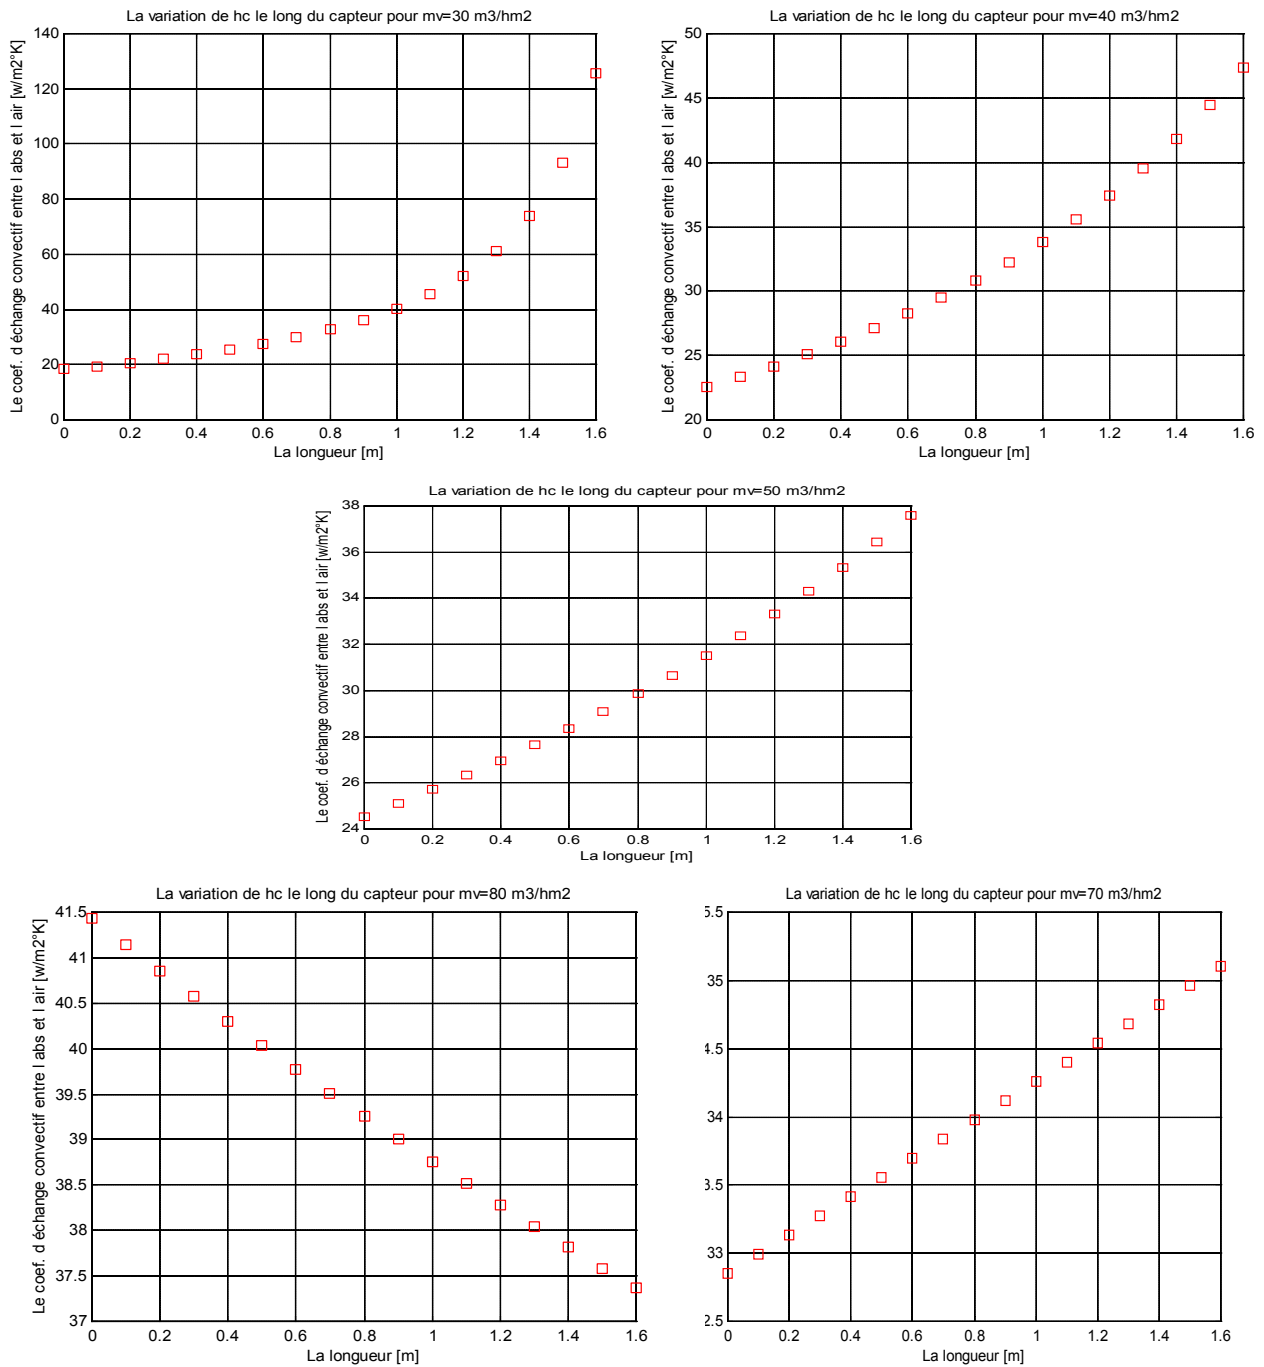 La variation de hc le long du capteur pour mv=30 m3/hm2
Le coef. d échange convectif entre l abs et l air [w/m2°K]
140
120
100
80
60
40
20
0
0 0.2 0.4 0.6 0.8 1 1.2 1.4 1.6
La longueur [m]
La variation de hc le long du capteur pour mv=40 m3/hm2
Le coef. d échange convectif entre l abs et l air [w/m2°K]
50
45
40
35
30
25
20
0 0.2 0.4 0.6 0.8 1 1.2 1.4 1.6
La longueur [m]
La variation de hc le long du capteur pour mv=50 m3/hm2
Le coef. d échange convectif entre l abs et l air [w/m2°K]
38
36
34
32
30
28
26
24
0 0.2 0.4 0.6 0.8 1 1.2 1.4 1.6
La longueur [m]
La variation de hc le long du capteur pour mv=80 m3/hm2
Le coef. d échange convectif entre l abs et l air [w/m2°K]
41.5
41
40.5
40
39.5
39
38.5
38
37.5
37
0 0.2 0.4 0.6 0.8 1 1.2 1.4 1.6
La longueur [m]
La variation de hc le long du capteur pour mv=70 m3/hm2
5.5
35
4.5
34
3.5
33
2.5
0 0.2 0.4 0.6 0.8 1 1.2 1.4 1.6
La longueur [m]